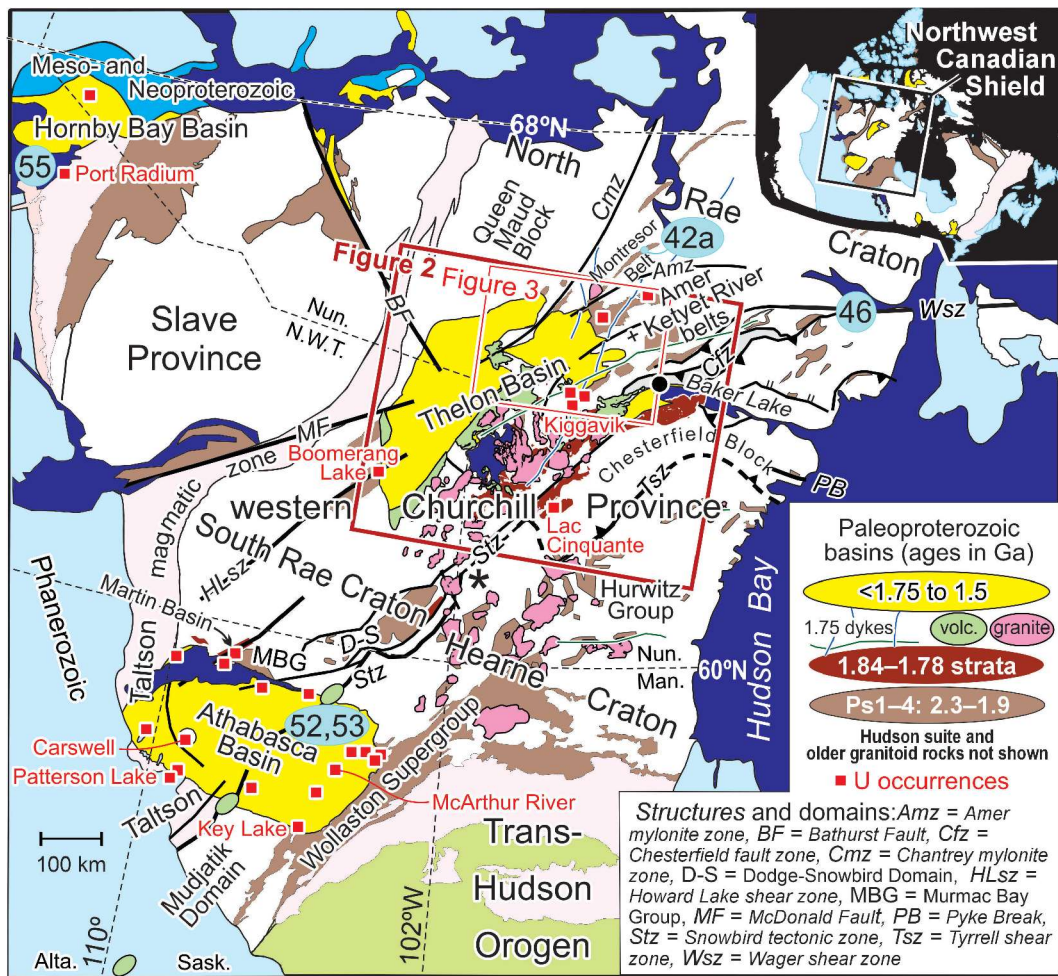 Northwest
Canadian
Shield
Meso- and
Neoproterozoic
Hornby Bay Basin
55
Port Radium
68ºN
North
Rae
Craton
Queen
Maud
Block
Cmz
42a
Montresor
Belt
Amz
Amer
+ Ketyet River
belts
Figure 2
Figure 3
BF
Nun.
N.W.T.
Slave
Province
46
Wsz
Cfz
Thelon Basin
Baker Lake
Kiggavik
MF
zone
Boomerang
Lake
Chesterfield Block
Tsz
PB
western Churchill Province
Lac
Cinquante
Stz
*
magmatic
South Rae Craton
HLsz
Hurwitz
Group
Phanerozoic
Martin Basin
D-S
MBG
Stz
Hearne
Craton
Nun.
Man.
60ºN
Hudson Bay
Taltson
Athabasca
Basin
52,53
Carswell
Patterson Lake
McArthur River
Taltson
Key Lake
Wollaston Supergroup
Mudjatik
Domain
Trans-
Hudson
Orogen
100 km
110º
102ºW
Alta.
Sask.
Paleoproterozoic
basins (ages in Ga)
<1.75 to 1.5
1.75 dykes
volc.
granite
1.84–1.78 strata
Ps1–4: 2.3–1.9
Hudson suite and
older granitoid rocks not shown
U occurrences
Structures and domains:Amz = Amer
mylonite zone, BF = Bathurst Fault, Cfz =
Chesterfield fault zone, Cmz = Chantrey mylonite
zone, D-S = Dodge-Snowbird Domain, HLsz =
Howard Lake shear zone, MBG = Murmac Bay
Group, MF = McDonald Fault, PB = Pyke Break,
Stz = Snowbird tectonic zone, Tsz = Tyrrell shear
zone, Wsz = Wager shear zone